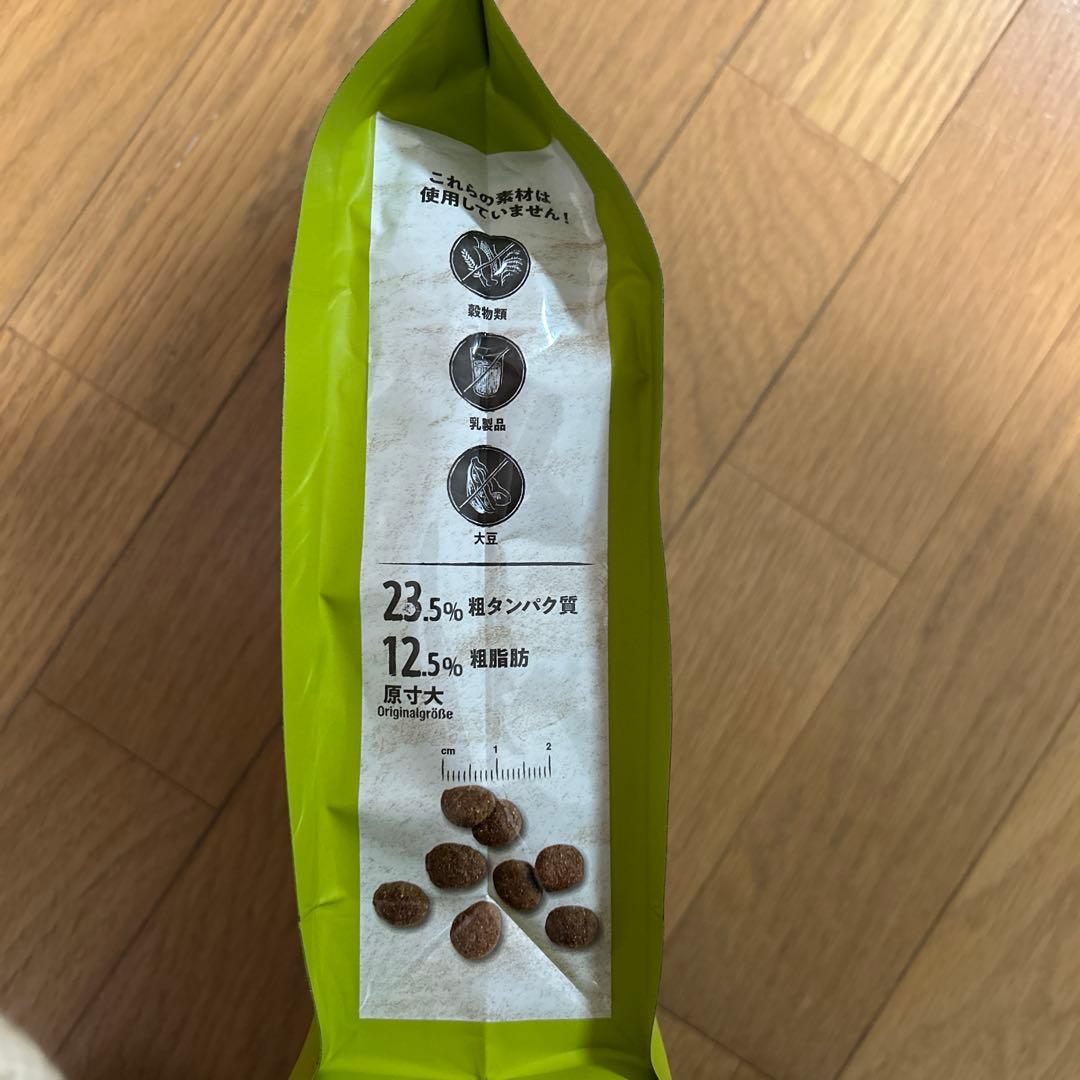 これらの素材は
使用していません!
穀物類
乳製品
大豆
23.5% 粗タンパク質
12.5% 粗脂肪
原寸大
Originalgröße
cm 1 2